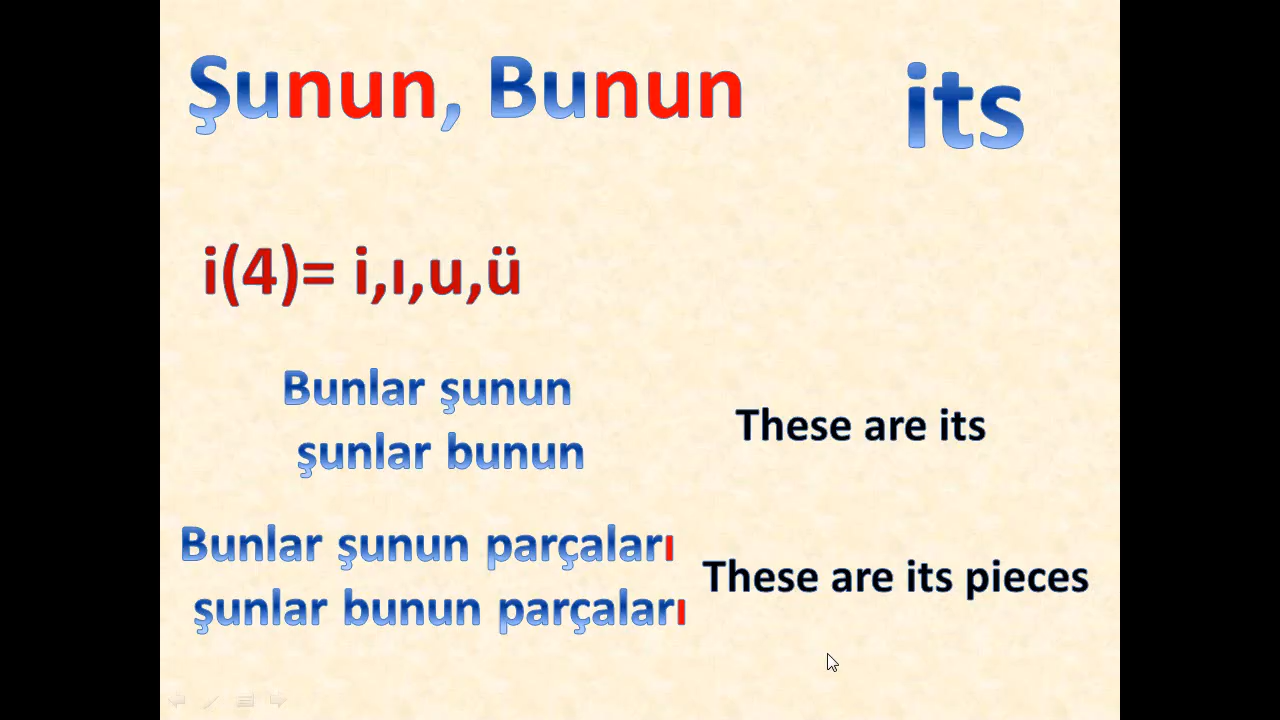 Şunun, Bunun its
i(4)= i,ı,u,ü
Bunlar şunun
şunlar bunun
These are its
Bunlar şunun parçaları
şunlar bunun parçaları
These are its pieces